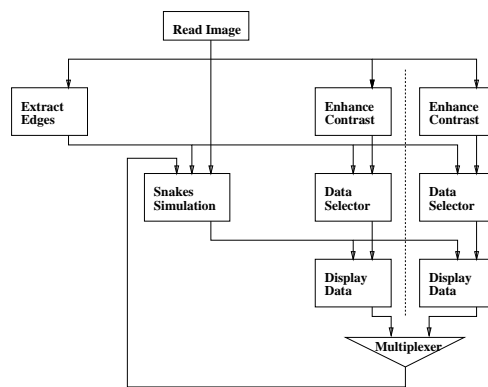 Read Image
Extract
Edges
Enhance
Contrast
Enhance
Contrast
Snakes
Simulation
Data
Selector
Data
Selector
Display
Data
Display
Data
Multiplexer